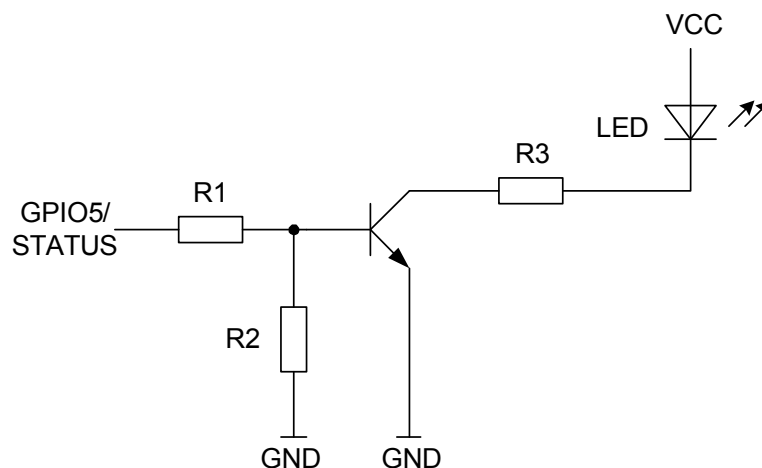 VCC
LED
R3
R1
GPIO5/
STATUS
R2
GND
GND